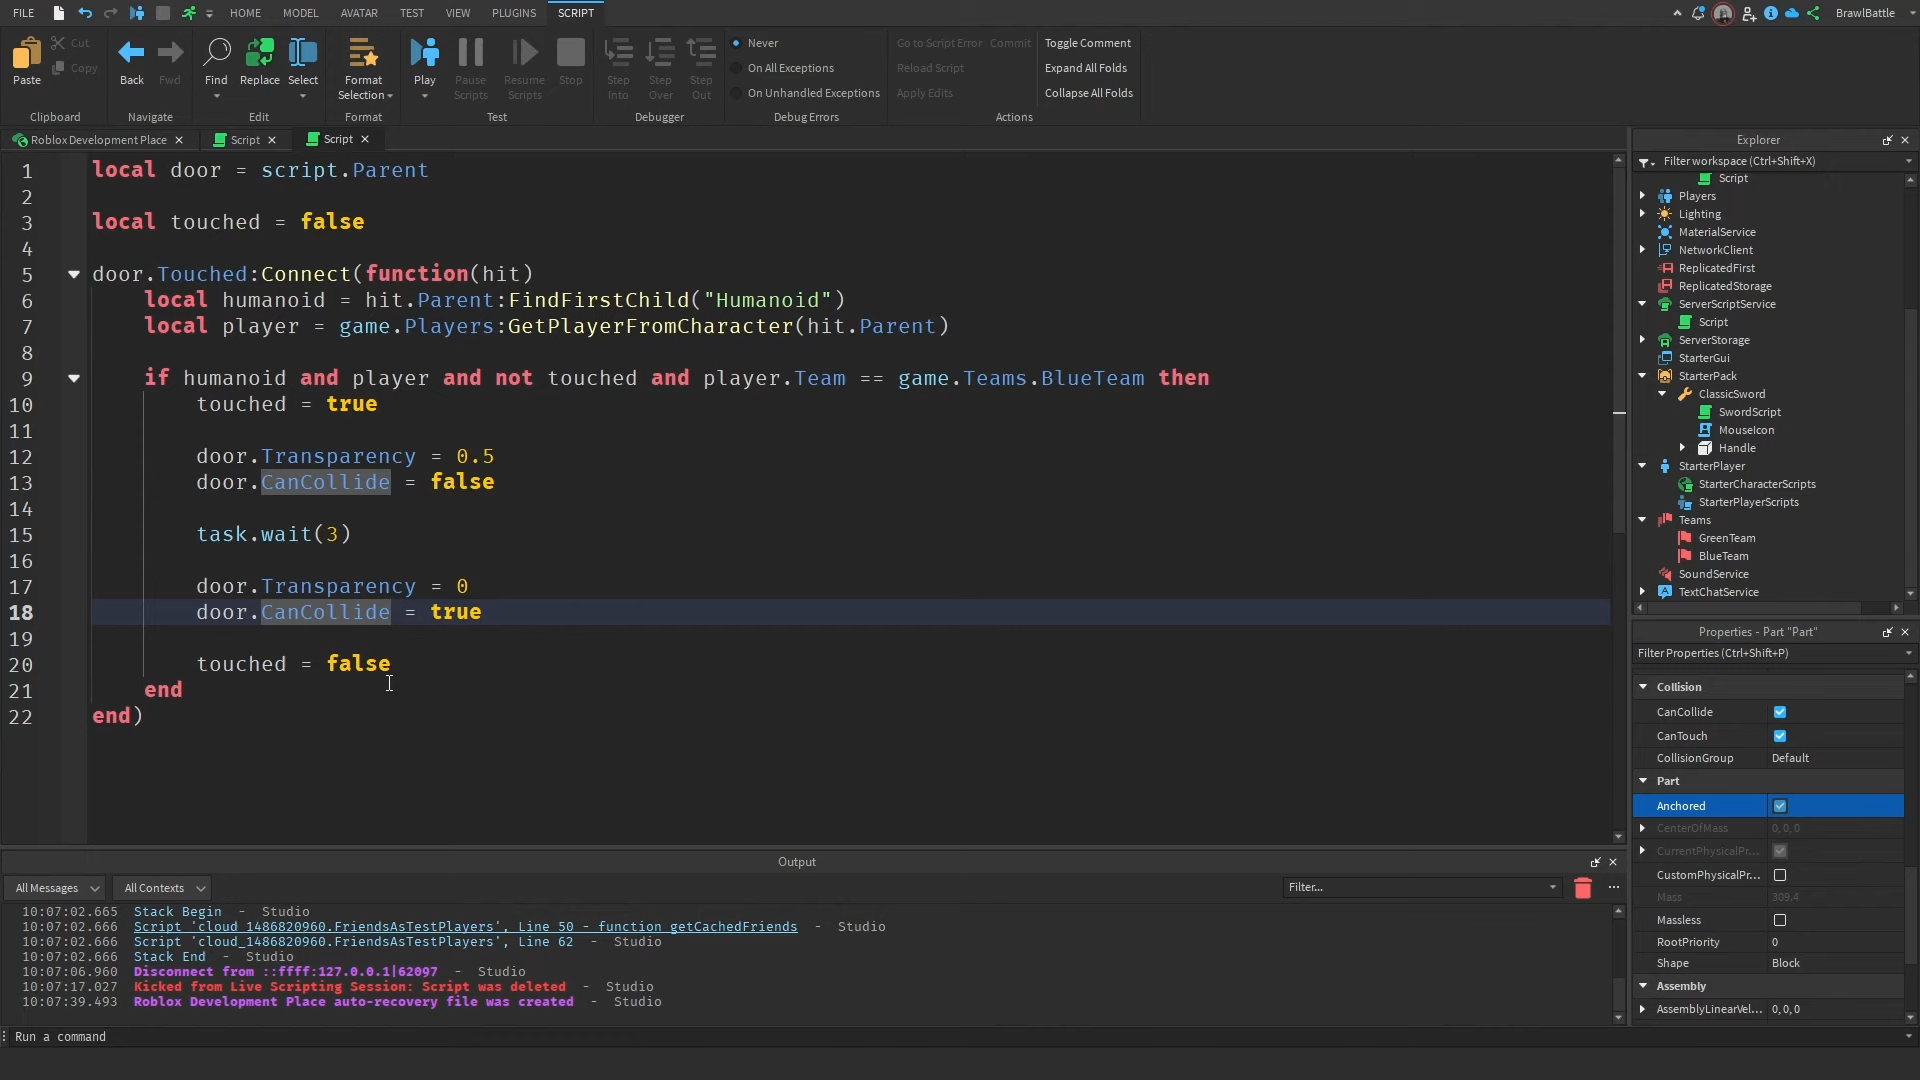 FILE HOME MODEL AVATAR TEST VIEW PLUGINS SCRIPT BrawlBattle
Paste Cut Copy
Clipboard
Back Fwd
Navigate
Find Replace Select
Edit
Format Selection
Format
Play Pause Scripts Resume Scripts Stop
Test
Step Into Step Over Step Out
Debugger
Never
On All Exceptions
On Unhandled Exceptions
Debug Errors
Go to Script Error Commit
Reload Script
Apply Edits
Toggle Comment
Expand All Folds
Collapse All Folds
Actions
Roblox Development Place Script Script
1 local door = script.Parent
2
3 local touched = false
4
5 door.Touched:Connect(function(hit)
6 local humanoid = hit.Parent:FindFirstChild("Humanoid")
7 local player = game.Players:GetPlayerFromCharacter(hit.Parent)
8
9 if humanoid and player and not touched and player.Team == game.Teams.BlueTeam then
10 touched = true
11
12 door.Transparency = 0.5
13 door.CanCollide = false
14
15 task.wait(3)
16
17 door.Transparency = 0
18 door.CanCollide = true
19
20 touched = false
21 end
22 end)
Output
All Messages All Contexts Filter... ...
10:07:02.665 Stack Begin - Studio
10:07:02.666 Script 'cloud_1486820960.FriendsAsTestPlayers', Line 50 - function getCachedFriends - Studio
10:07:02.666 Script 'cloud_1486820960.FriendsAsTestPlayers', Line 62 - Studio
10:07:02.666 Stack End - Studio
10:07:06.960 Disconnect from ::ffff:127.0.0.1|62097 - Studio
10:07:17.027 Kicked from Live Scripting Session: Script was deleted - Studio
10:07:39.493 Roblox Development Place auto-recovery file was created - Studio
Run a command
Explorer
Filter workspace (Ctrl+Shift+X)
Script
Players
Lighting
MaterialService
NetworkClient
ReplicatedFirst
ReplicatedStorage
ServerScriptService
Script
ServerStorage
StarterGui
StarterPack
ClassicSword
SwordScript
MouseIcon
Handle
StarterPlayer
StarterCharacterScripts
StarterPlayerScripts
Teams
GreenTeam
BlueTeam
SoundService
TextChatService
Properties - Part "Part"
Filter Properties (Ctrl+Shift+P)
Collision
CanCollide
CanTouch
CollisionGroup Default
Part
Anchored
CenterOfMass 0, 0, 0
CurrentPhysicalPr...
CustomPhysicalPr...
Mass 309.4
Massless
RootPriority 0
Shape Block
Assembly
AssemblyLinearVel... 0, 0, 0